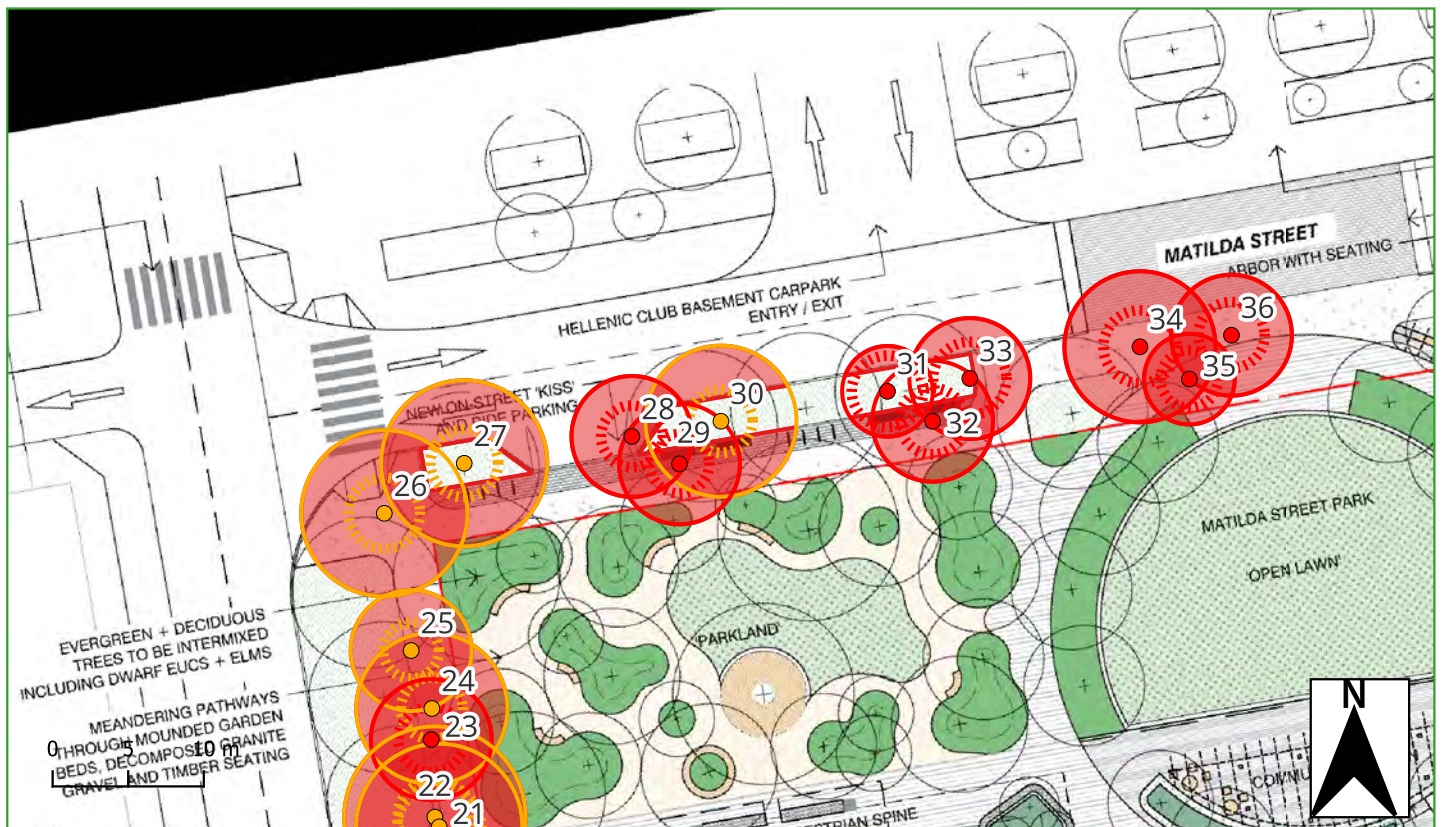 MATILDA STREET
ARBOR WITH SEATING
HELLENIC CLUB BASEMENT CARPARK
ENTRY / EXIT
36
34
33
31
35
NEWLON STREET 'KISS'
AND RIDE PARKING
30
28
32
29
27
26
MATILDA STREET PARK
'OPEN LAWN'
EVERGREEN + DECIDUOUS
TREES TO BE INTERMIXED
INCLUDING DWARF EUCS + ELMS
25
'PARKLAND'
24
MEANDERING PATHWAYS
THROUGH MOUNDED GARDEN
BEDS, DECOMPOSED GRANITE
GRAVEL AND TIMBER SEATING
23
0 5 10 m
N
22
21